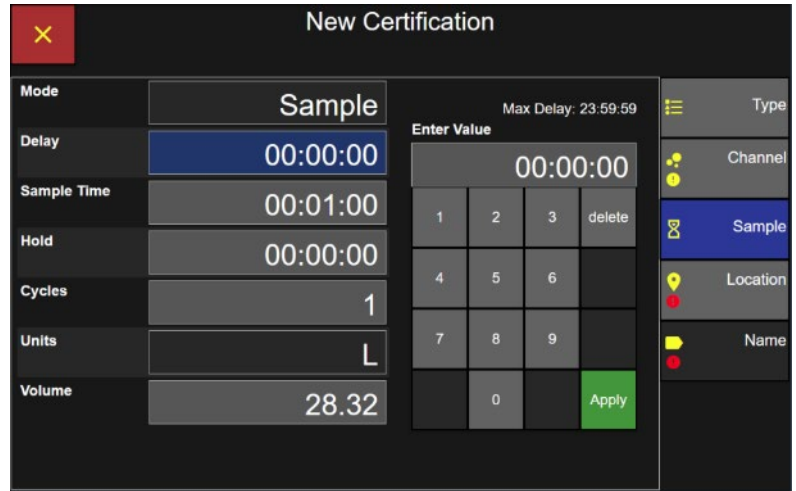 New Certification
Mode
Sample
Delay
00:00:00
Sample Time
00:01:00
Hold
00:00:00
Cycles
1
Units
L
Volume
28.32
Max Delay: 23:59:59
Enter Value
00:00:00
1 2 3 delete
4 5 6
7 8 9
0 Apply
Type
Channel
Sample
Location
Name